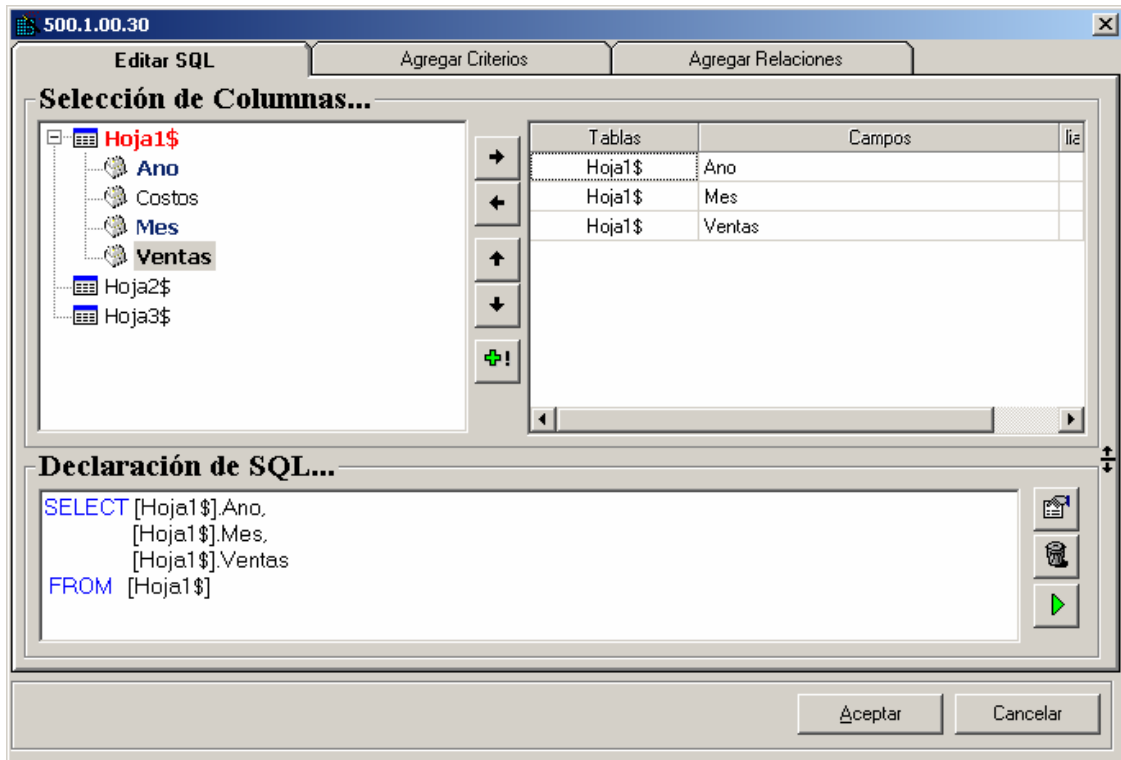 500.1.00.30
Editar SQL
Agregar Criterios
Agregar Relaciones
Selección de Columnas...
Hoja1$
Ano
Costos
Mes
Ventas
Hoja2$
Hoja3$
Tablas Campos
Hoja1$ Ano
Hoja1$ Mes
Hoja1$ Ventas
Declaración de SQL...
SELECT [Hoja1$].Ano,
[Hoja1$].Mes,
[Hoja1$].Ventas
FROM [Hoja1$]
Aceptar
Cancelar